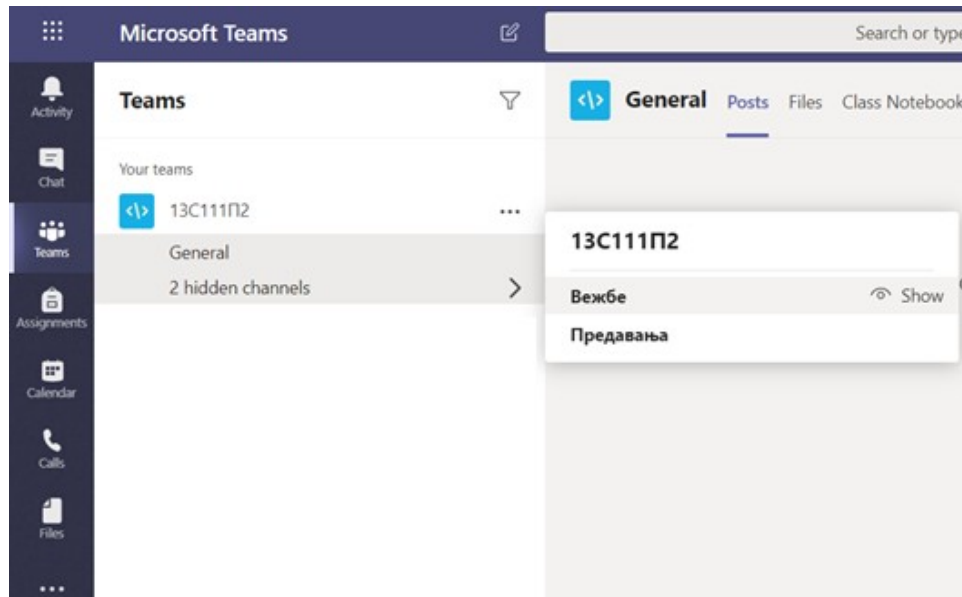 Microsoft Teams
Search or type
Activity
Chat
Teams
Assignments
Calendar
Calls
Files
Teams
Your teams
13С111П2
General
2 hidden channels
General Posts Files Class Notebook
13С111П2
Вежбе Show
Предавања